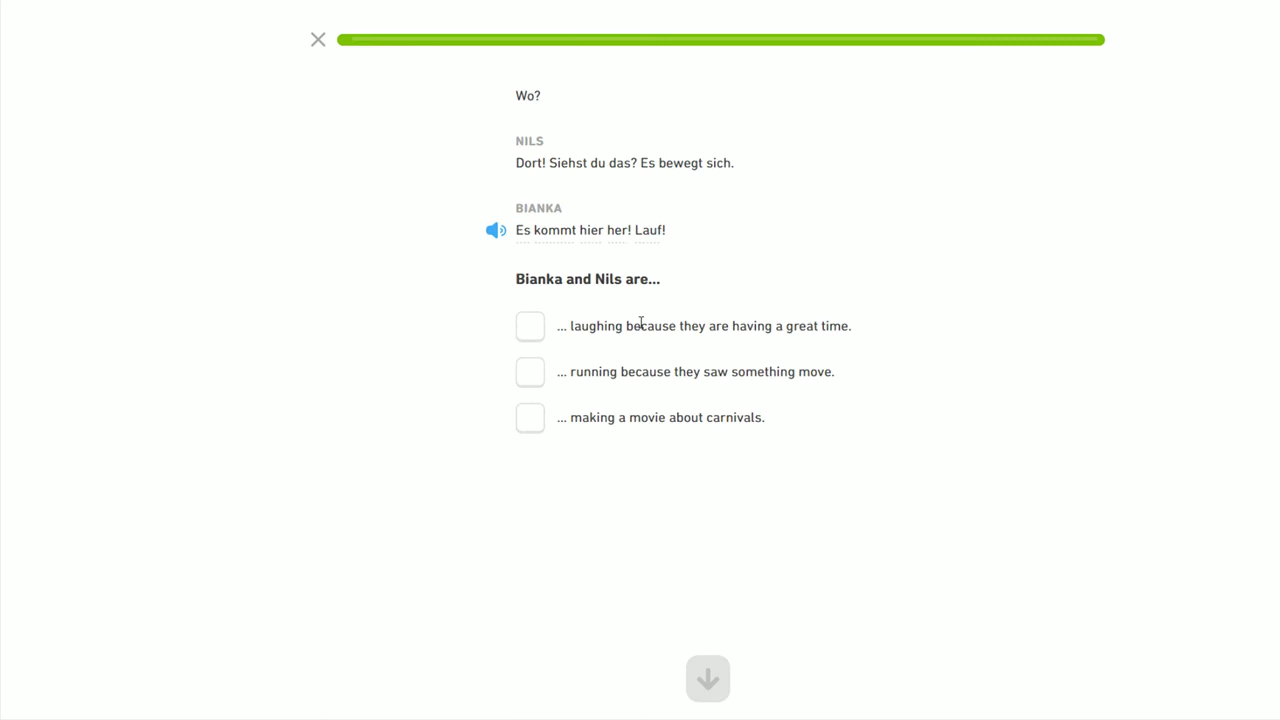 Wo?
NILS
Dort! Siehst du das? Es bewegt sich.
BIANKA
Es kommt hier her! Lauf!
Bianka and Nils are...
... laughing because they are having a great time.
... running because they saw something move.
... making a movie about carnivals.